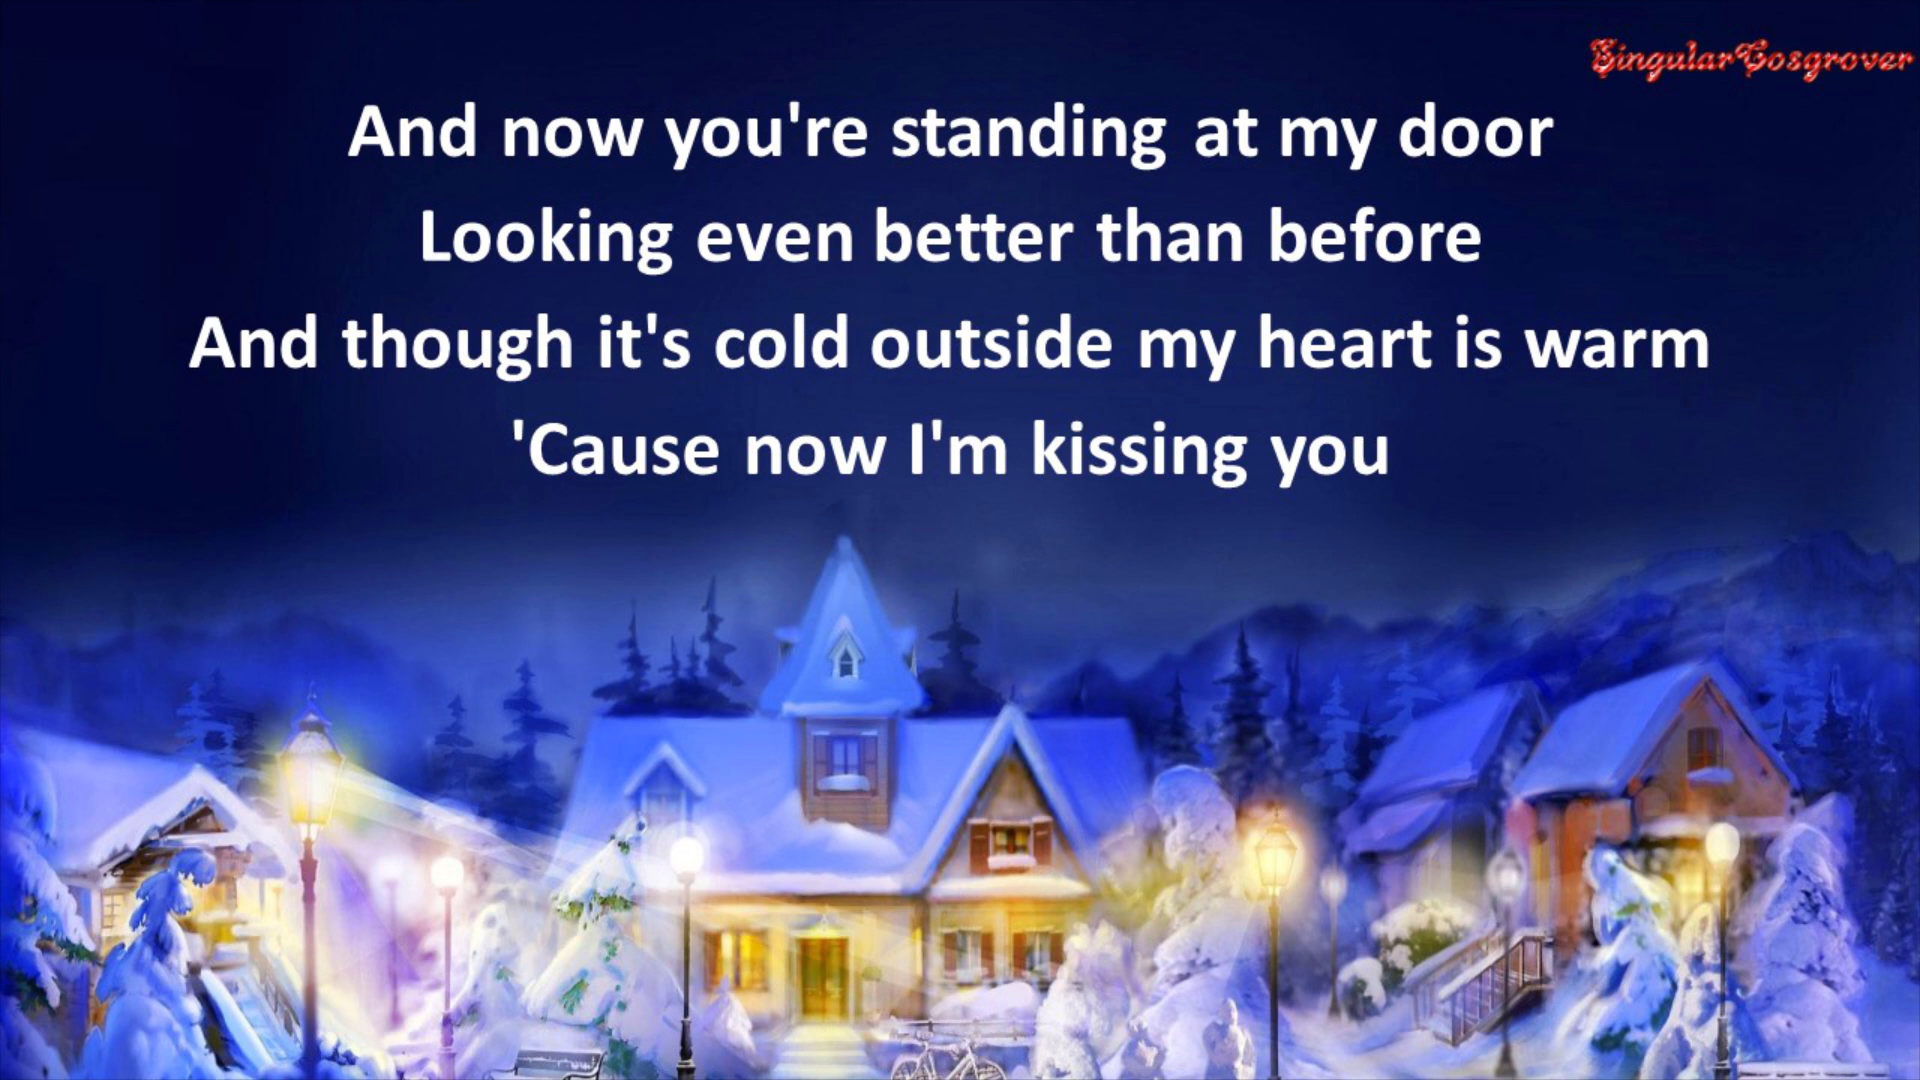 SingularCosgrover
And now you're standing at my door
Looking even better than before
And though it's cold outside my heart is warm
'Cause now I'm kissing you